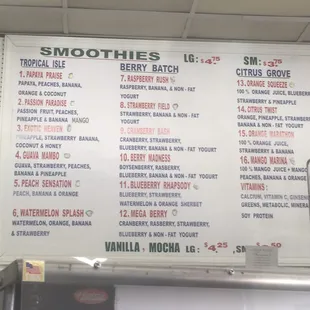 SMOOTHIES LG: $4.75 SM: $3.75
TROPICAL ISLE
1. PAPAYA PRAISE
PAPAYA, PEACHES, BANANA,
ORANGE & COCONUT
2. PASSION PARADISE
PASSION FRUIT, PEACHES,
PINEAPPLE & BANANA MANGO
3. EXOTIC HEAVEN
PINEAPPLE, STRAWBERRY BANANA,
COCONUT & HONEY
4. GUAVA MAMBO
GUAVA, STRAWBERRY, PEACHES,
BANANA & PINEAPPLE
5. PEACH SENSATION
PEACH, BANANA & ORANGE
6. WATERMELON SPLASH
WATERMELON, ORANGE, BANANA
& STRAWBERRY
BERRY BATCH
7. RASPBERRY RUSH
RASPBERRY, BANANA, & NON - FAT
YOGURT
8. STRAWBERRY FIELD
STRAWBERRY, BANANA & NON - FAT
YOGURT
9. CRANBERRY BASH
CRANBERRY, RASPBERRY, STRAWBERRY,
BANANA & NON - FAT YOGURT
10. BERRY MADNESS
BOYSENBERRY, RASPBERRY,
BANANA & NON - FAT YOGURT
11. BLUEBERRY RHAPSODY
BLUEBERRY, STRAWBERRY,
WATERMELON & ORANGE SHERBET
12. MEGA BERRY
CRANBERRY, RASPBERRY, STRAWBERRY,
BLUEBERRY & NON - FAT YOGURT
CITRUS GROVE
13. ORANGE SQUEEZE
100 % ORANGE JUICE,
STRAWBERRY & PINEAPPLE
14. CITRUS TWIST
ORANGE JUICE, STRAWBERRY
& BANANA
15. ORANGE MARATHON
100 % ORANGE JUICE,
STRAWBERRY & BANANA
16. MANGO MARINA
100 % MANGO JUICE + MANGO
PEACHES, BANANA & ORANGE
VITAMINS :
CALCIUM, VITAMIN C,
GREENS, METABOLIC,
SOY PROTEIN
VANILLA , MOCHA LG : $4.25